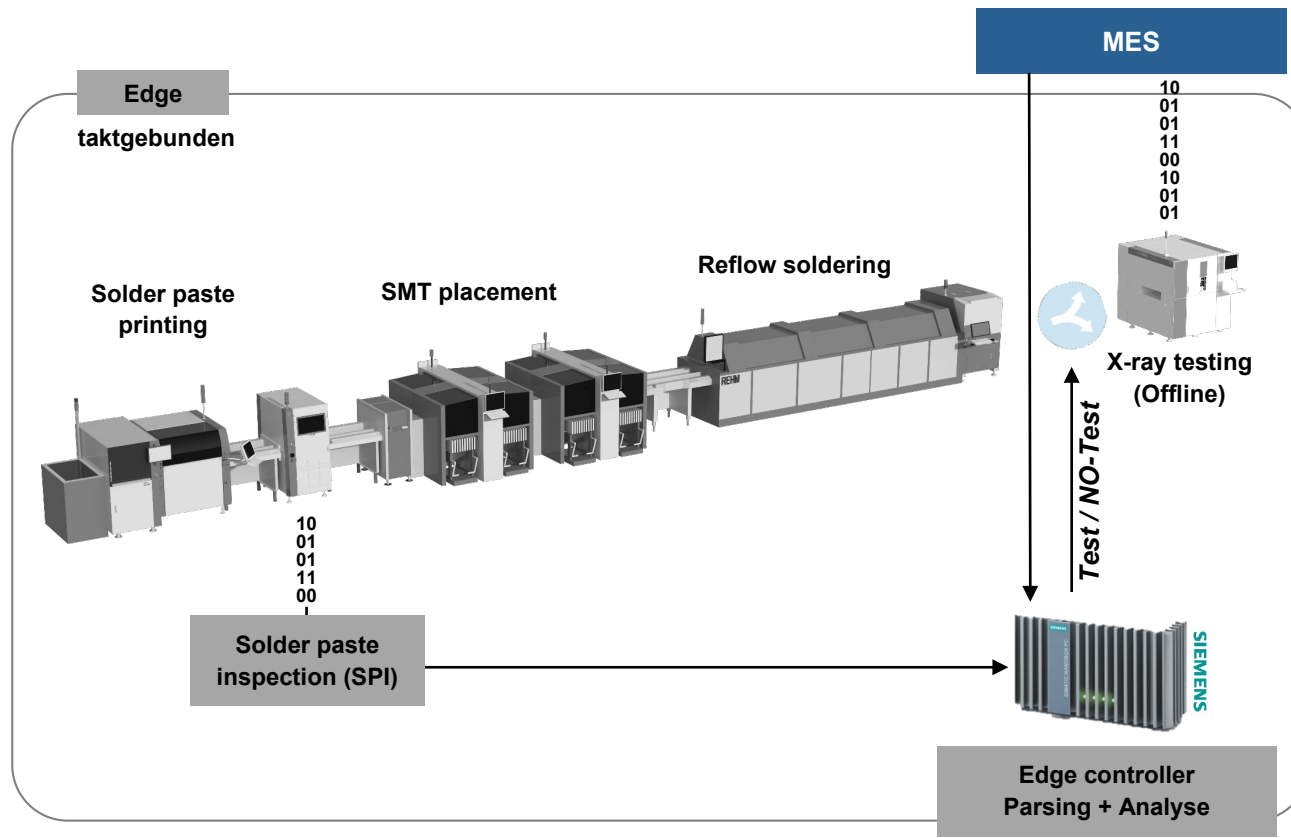 MES
Edge
taktgebunden
10
01
01
11
00
10
01
01
Reflow soldering
SMT placement
Solder paste
printing
X-ray testing
(Offline)
REHM
Test / NO-Test
10
01
01
11
00
Solder paste
inspection (SPI)
SIEMENS
SIEMENS
Edge controller
Parsing + Analyse